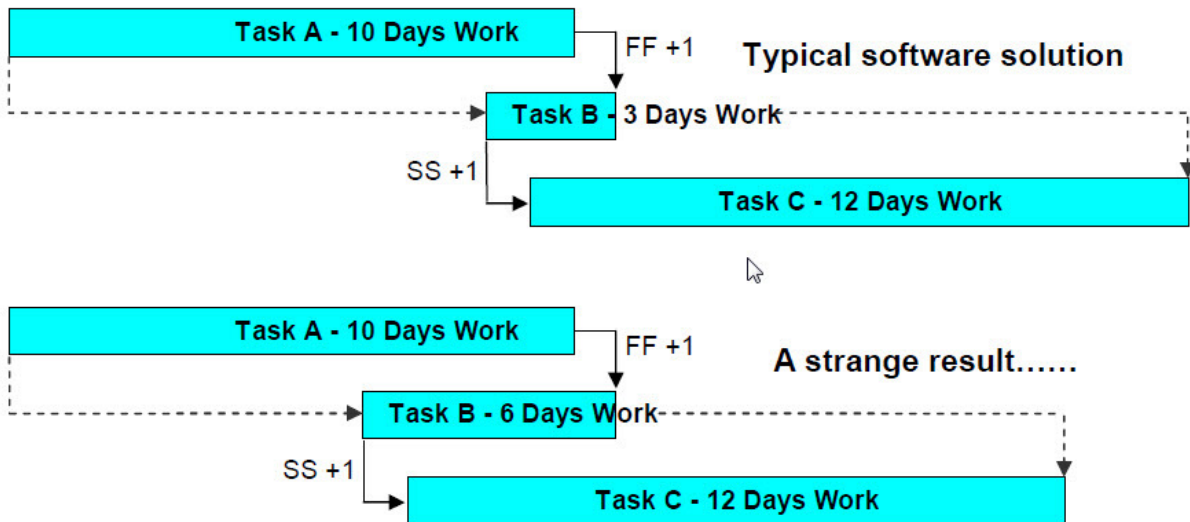 Task A - 10 Days Work
FF +1
Typical software solution
Task B - 3 Days Work
SS +1
Task C - 12 Days Work
Task A - 10 Days Work
FF +1
A strange result......
Task B - 6 Days Work
SS +1
Task C - 12 Days Work